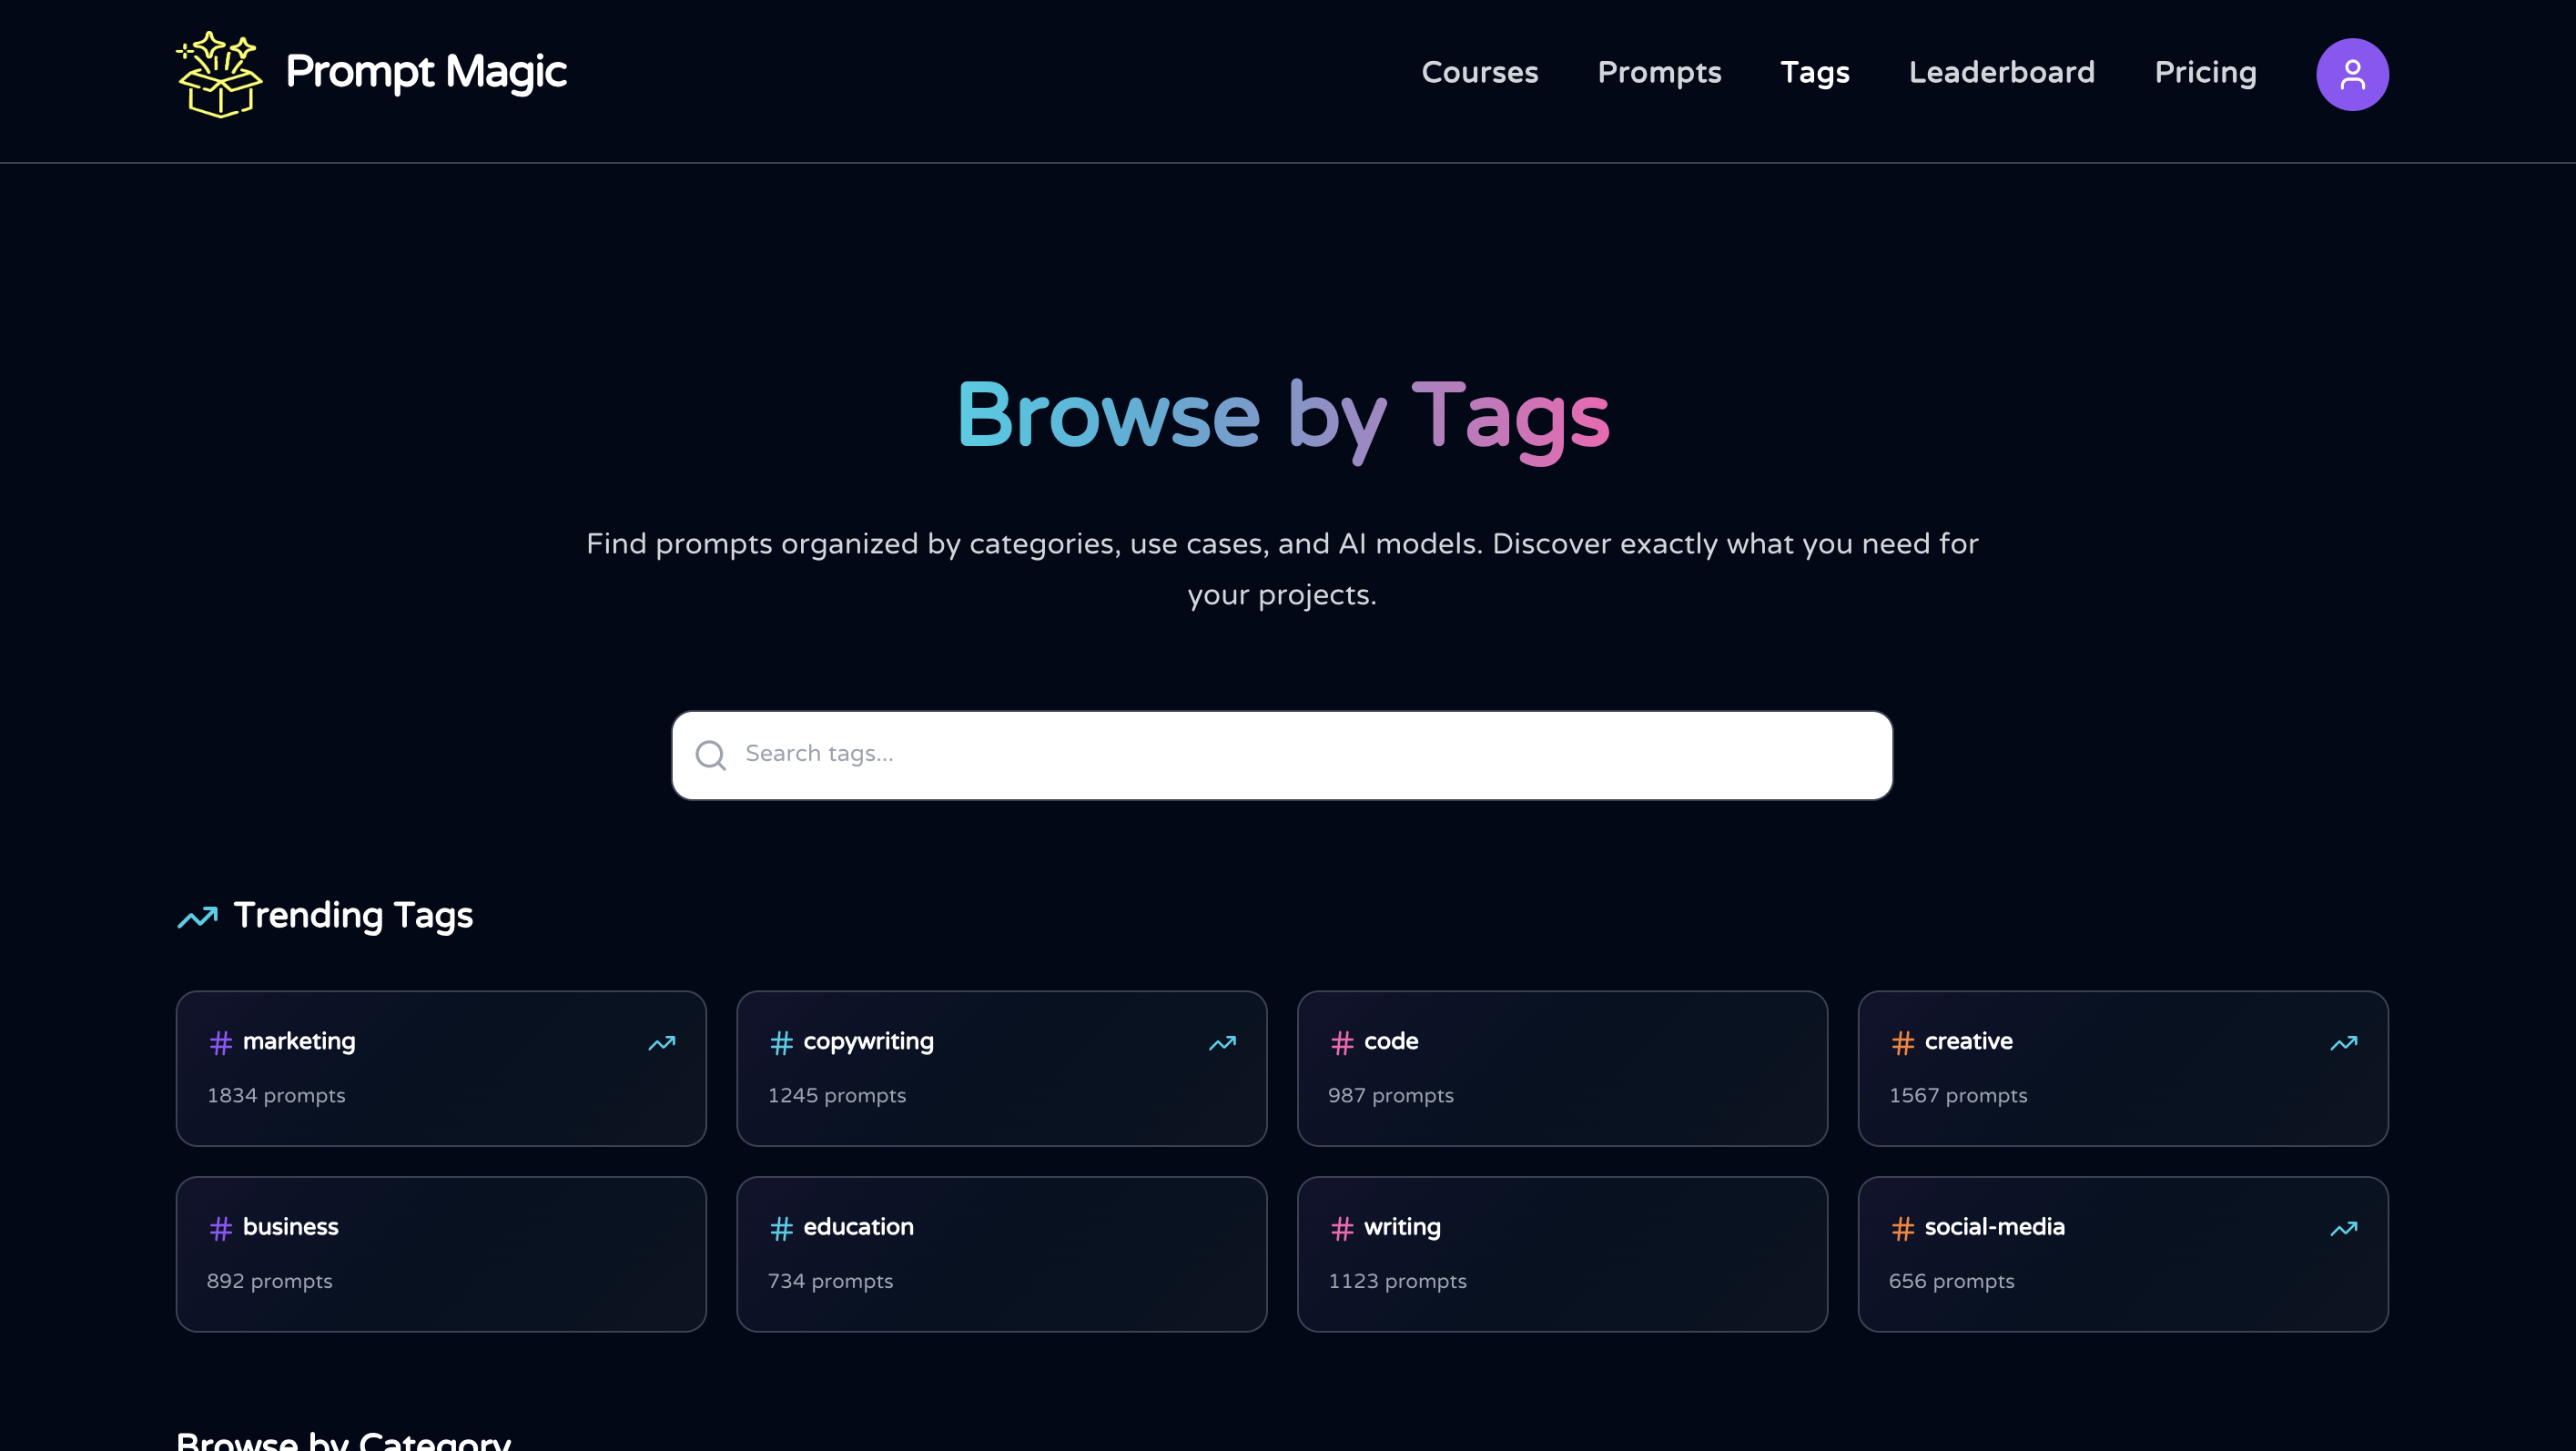 Prompt Magic
Courses
Prompts
Tags
Leaderboard
Pricing
Browse by Tags
Find prompts organized by categories, use cases, and AI models. Discover exactly what you need for
your projects.
Search tags...
Trending Tags
# marketing
1834 prompts
# copywriting
1245 prompts
# code
987 prompts
# creative
1567 prompts
# business
892 prompts
# education
734 prompts
# writing
1123 prompts
# social-media
656 prompts
Browse by Category